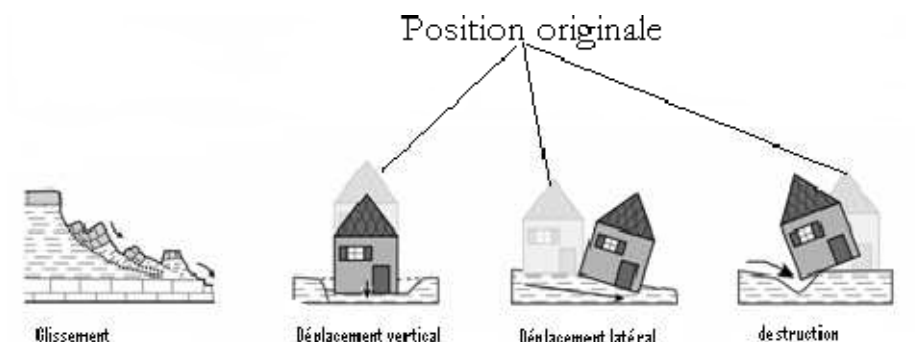 Position originale
Glissement
Déplacement vertical
Déplacement latéral
destruction